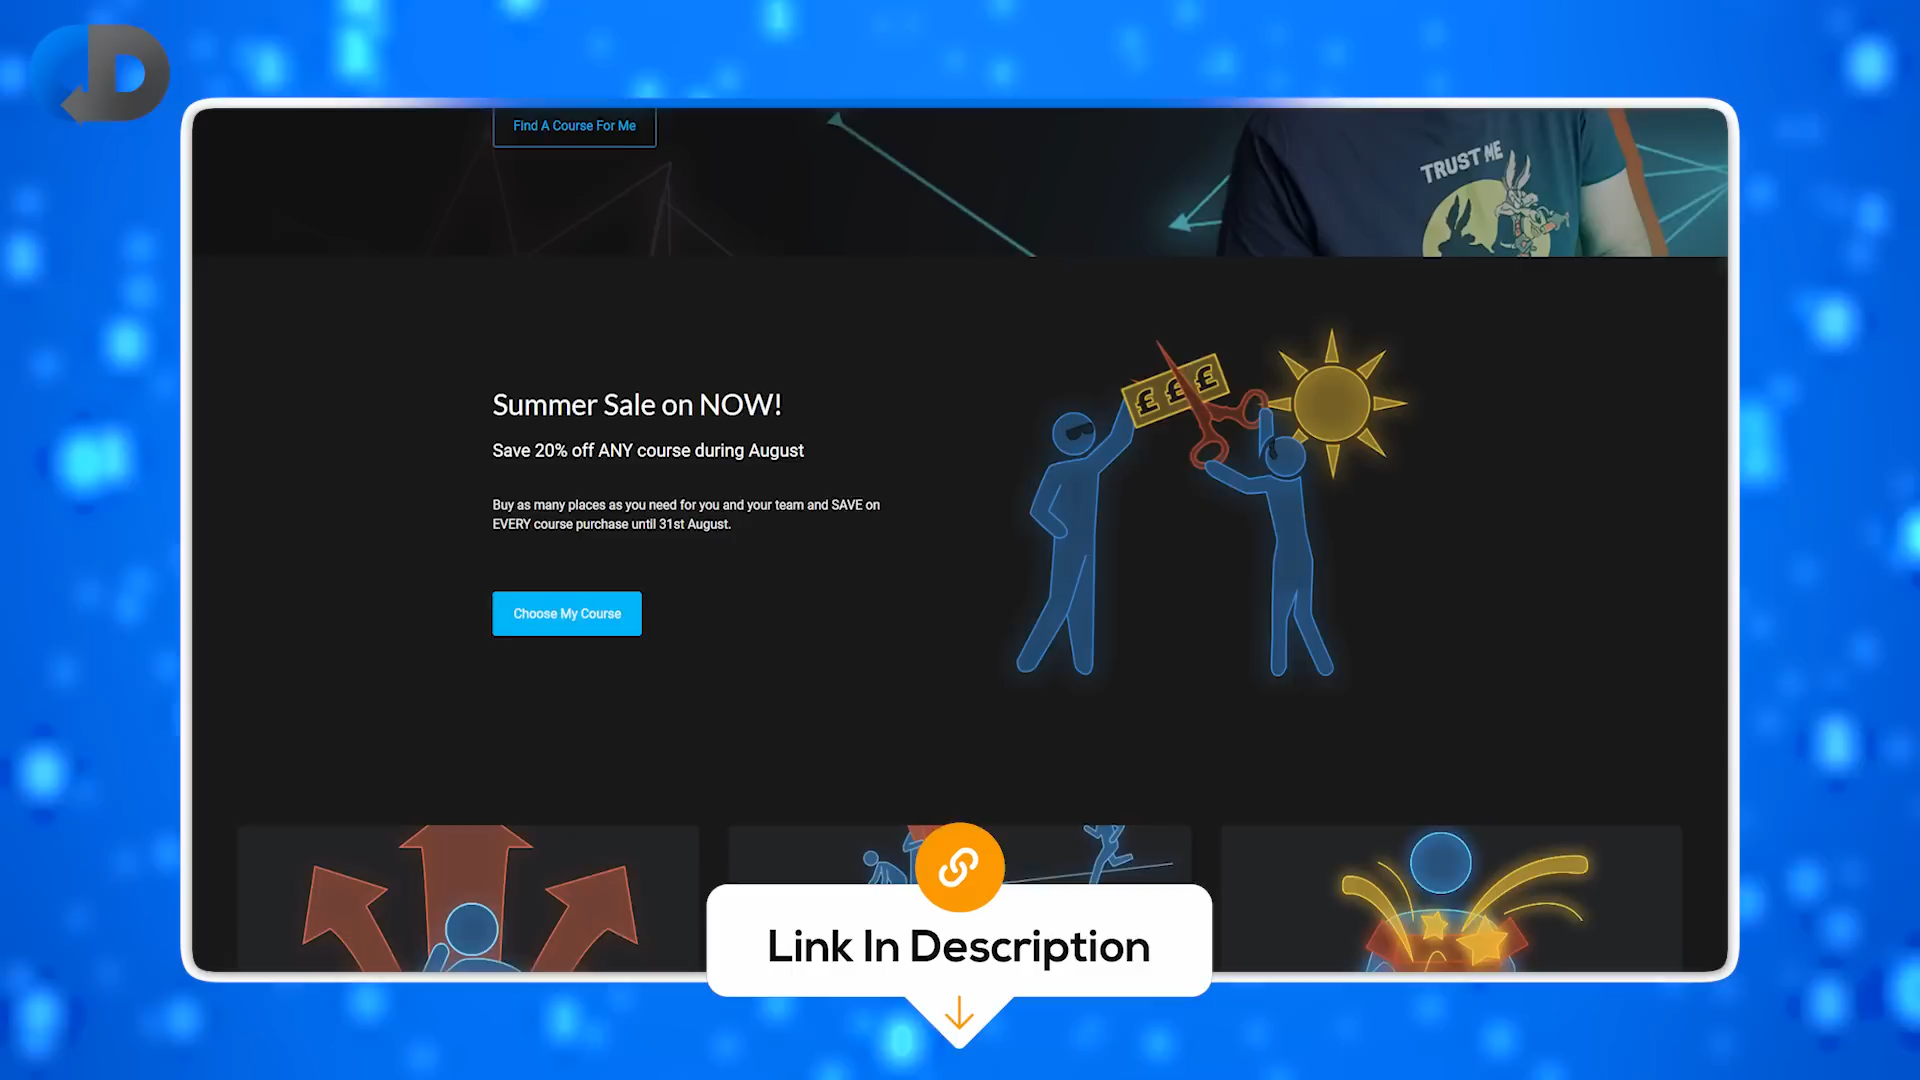 D
Find A Course For Me
TRUST ME
£ £ £
Summer Sale on NOW!
Save 20% off ANY course during August
Buy as many places as you need for you and your team and SAVE on
EVERY course purchase until 31st August.
Choose My Course
Link In Description